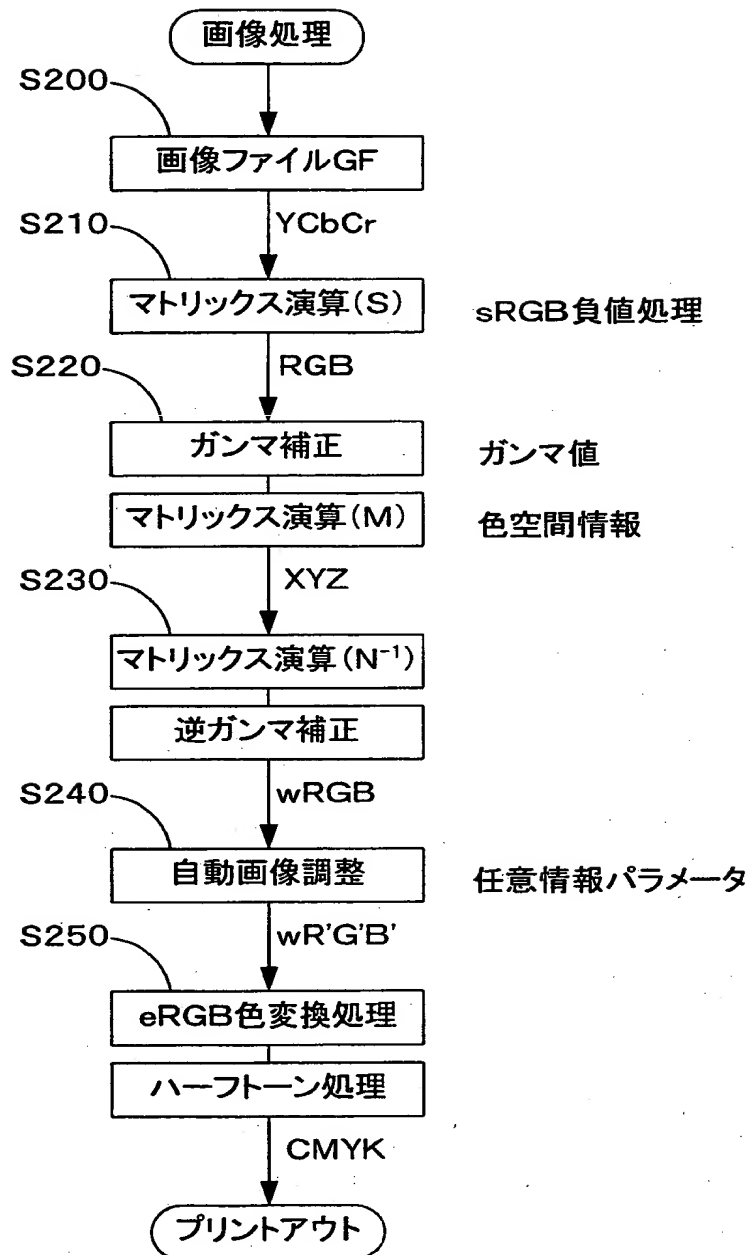 画像処理
S200
画像ファイルGF
S210
YCbCr
マトリックス演算(S)
sRGB負値処理
S220
RGB
ガンマ補正
ガンマ値
マトリックス演算(M)
色空間情報
S230
XYZ
マトリックス演算(N⁻¹)
逆ガンマ補正
S240
wRGB
自動画像調整
任意情報パラメータ
S250
wR'G'B'
eRGB色変換処理
ハーフトーン処理
CMYK
プリントアウト